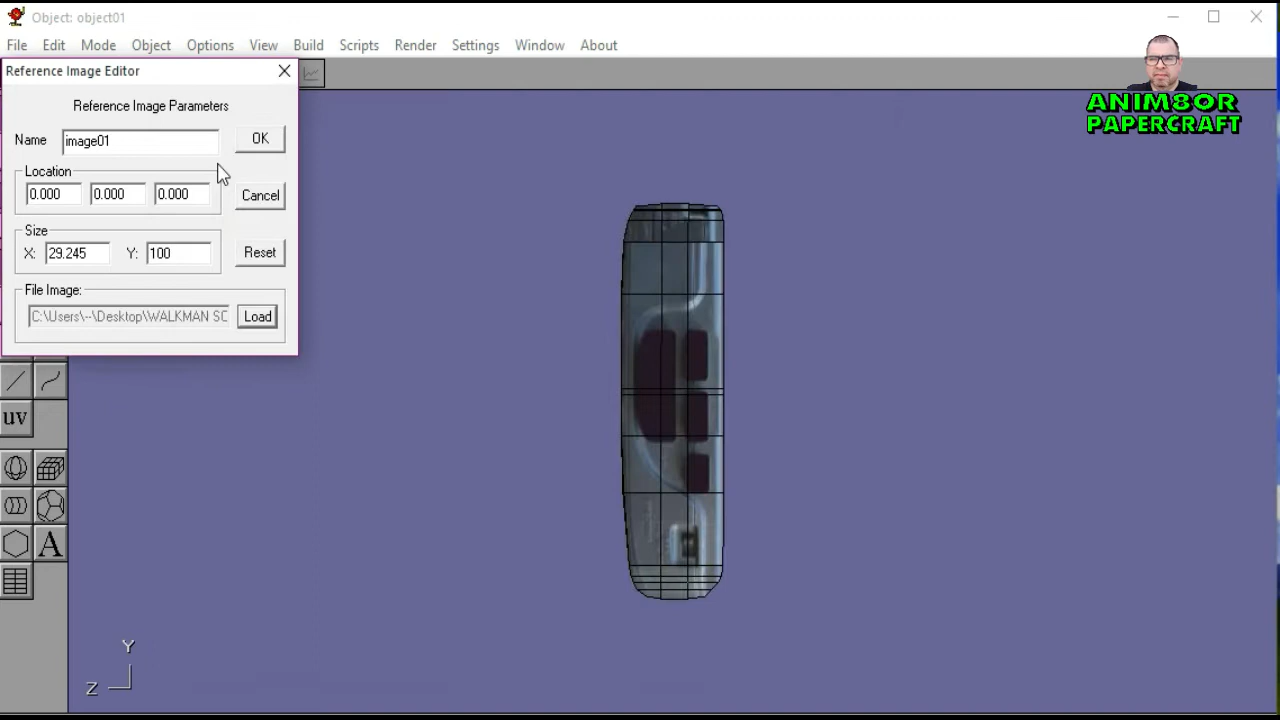 Object: object01
File Edit Mode Object Options View Build Scripts Render Settings Window About
Reference Image Editor
ANIM8OR
PAPERCRAFT
Reference Image Parameters
Name image01 OK
Location
0.000 0.000 0.000 Cancel
Size
X: 29.245 Y: 100 Reset
File Image:
C:\Users\--\Desktop\WALKMAN SC Load
uv
A
Y
Z